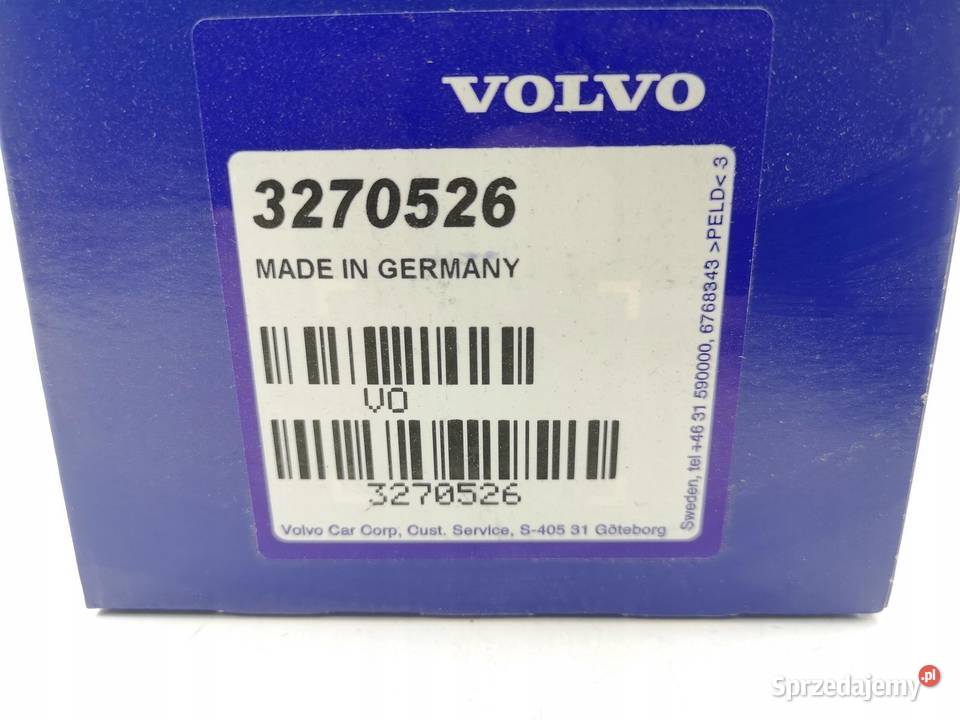 VOLVO
3270526
MADE IN GERMANY
VO
3270526
Volvo Car Corp, Cust. Service, S-405 31 Göteborg
Sweden, tel +46 31 590000, 6768343 >PELD< 3
Sprzedajemy.pl